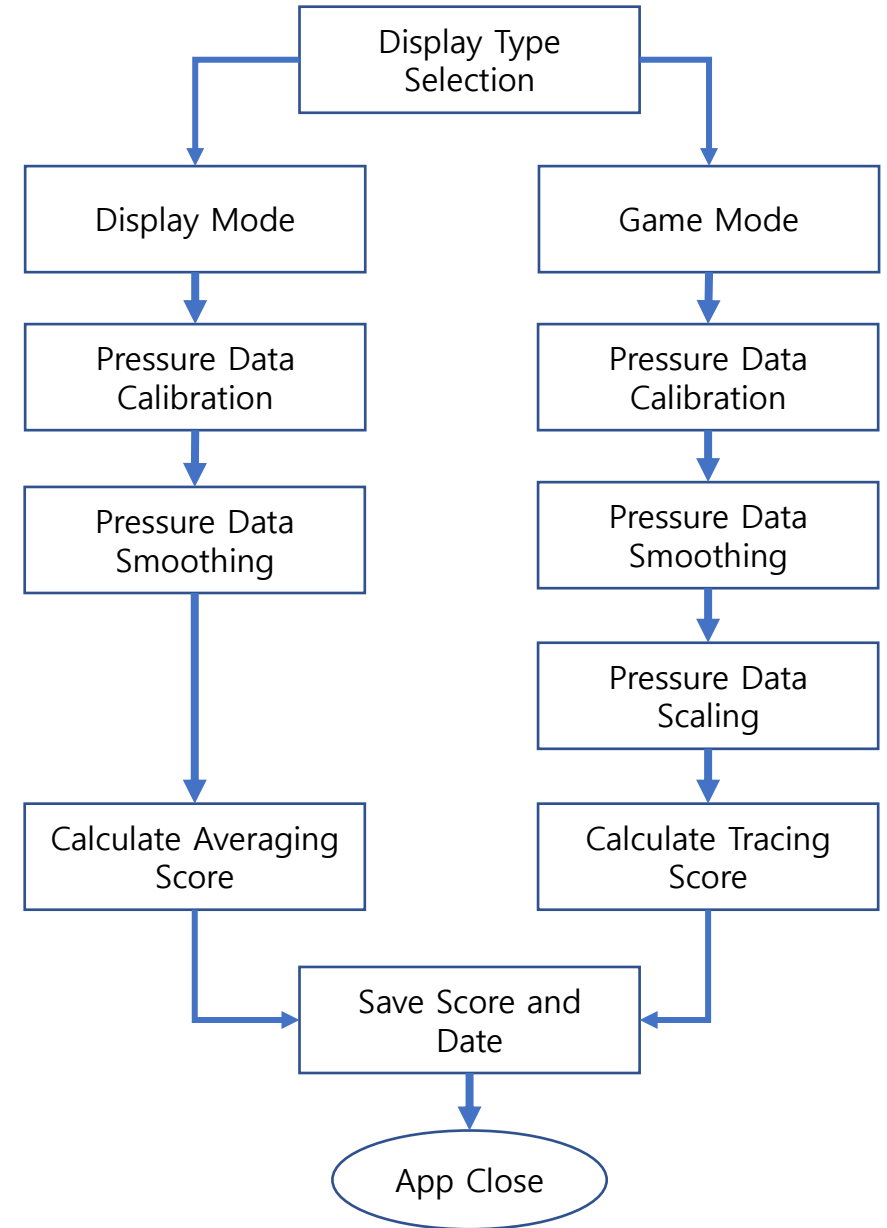 Display Type
Selection
Display Mode
Game Mode
Pressure Data
Calibration
Pressure Data
Calibration
Pressure Data
Smoothing
Pressure Data
Smoothing
Pressure Data
Scaling
Calculate Averaging
Score
Calculate Tracing
Score
Save Score and
Date
App Close